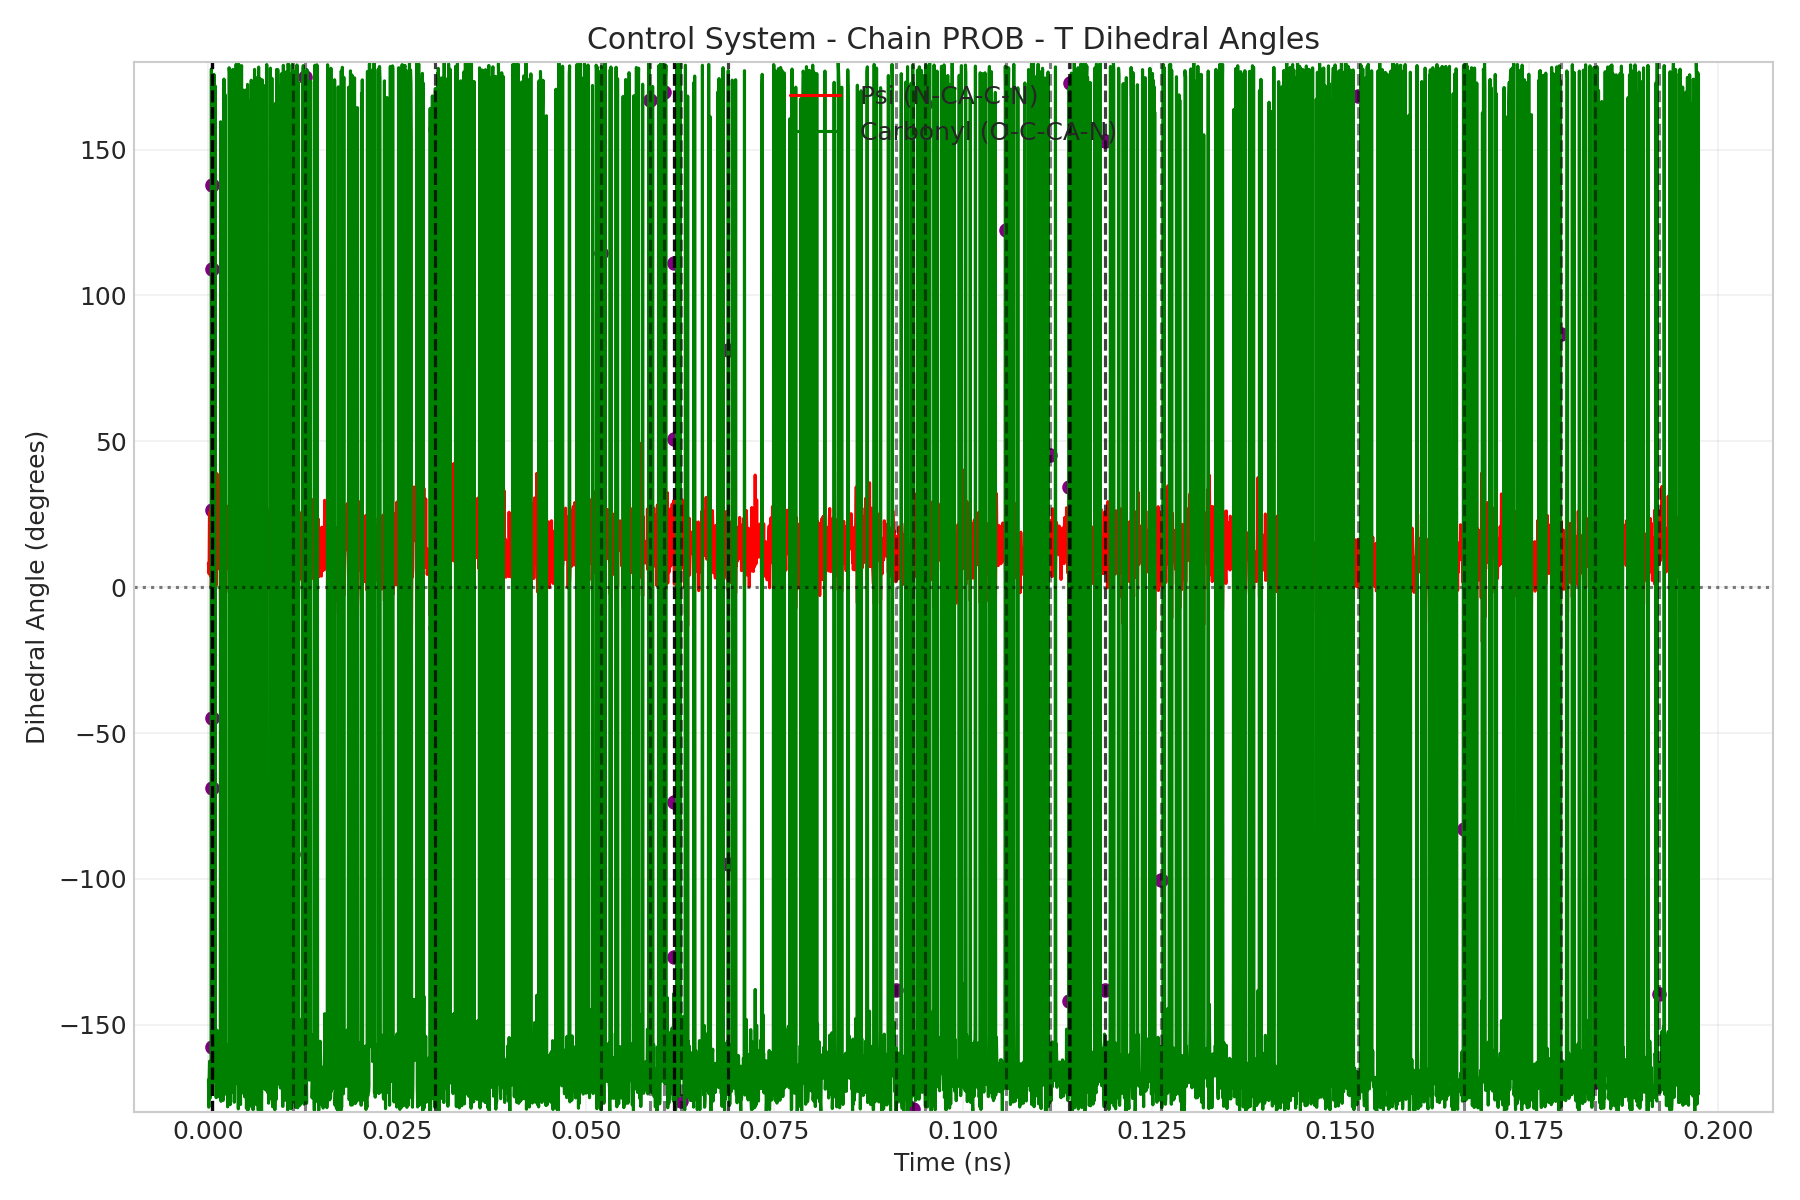 Control System - Chain PROB - T Dihedral Angles
Psi (N-CA-C-N)
Carbonyl (O-C-CA-N)
Dihedral Angle (degrees)
150
100
50
0
−50
−100
−150
0.000 0.025 0.050 0.075 0.100 0.125 0.150 0.175 0.200
Time (ns)